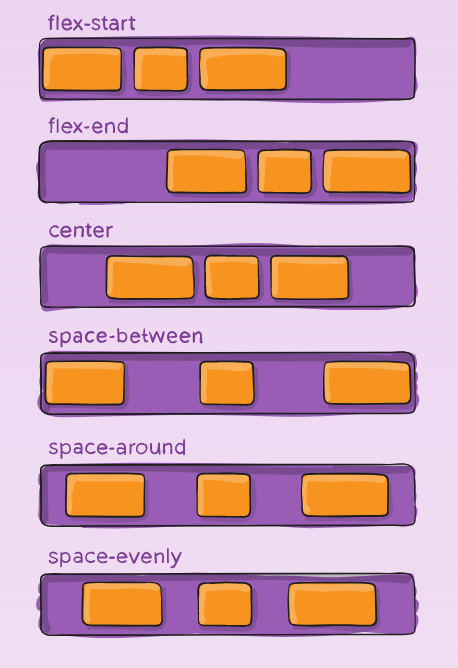 flex-start
flex-end
center
space-between
space-around
space-evenly